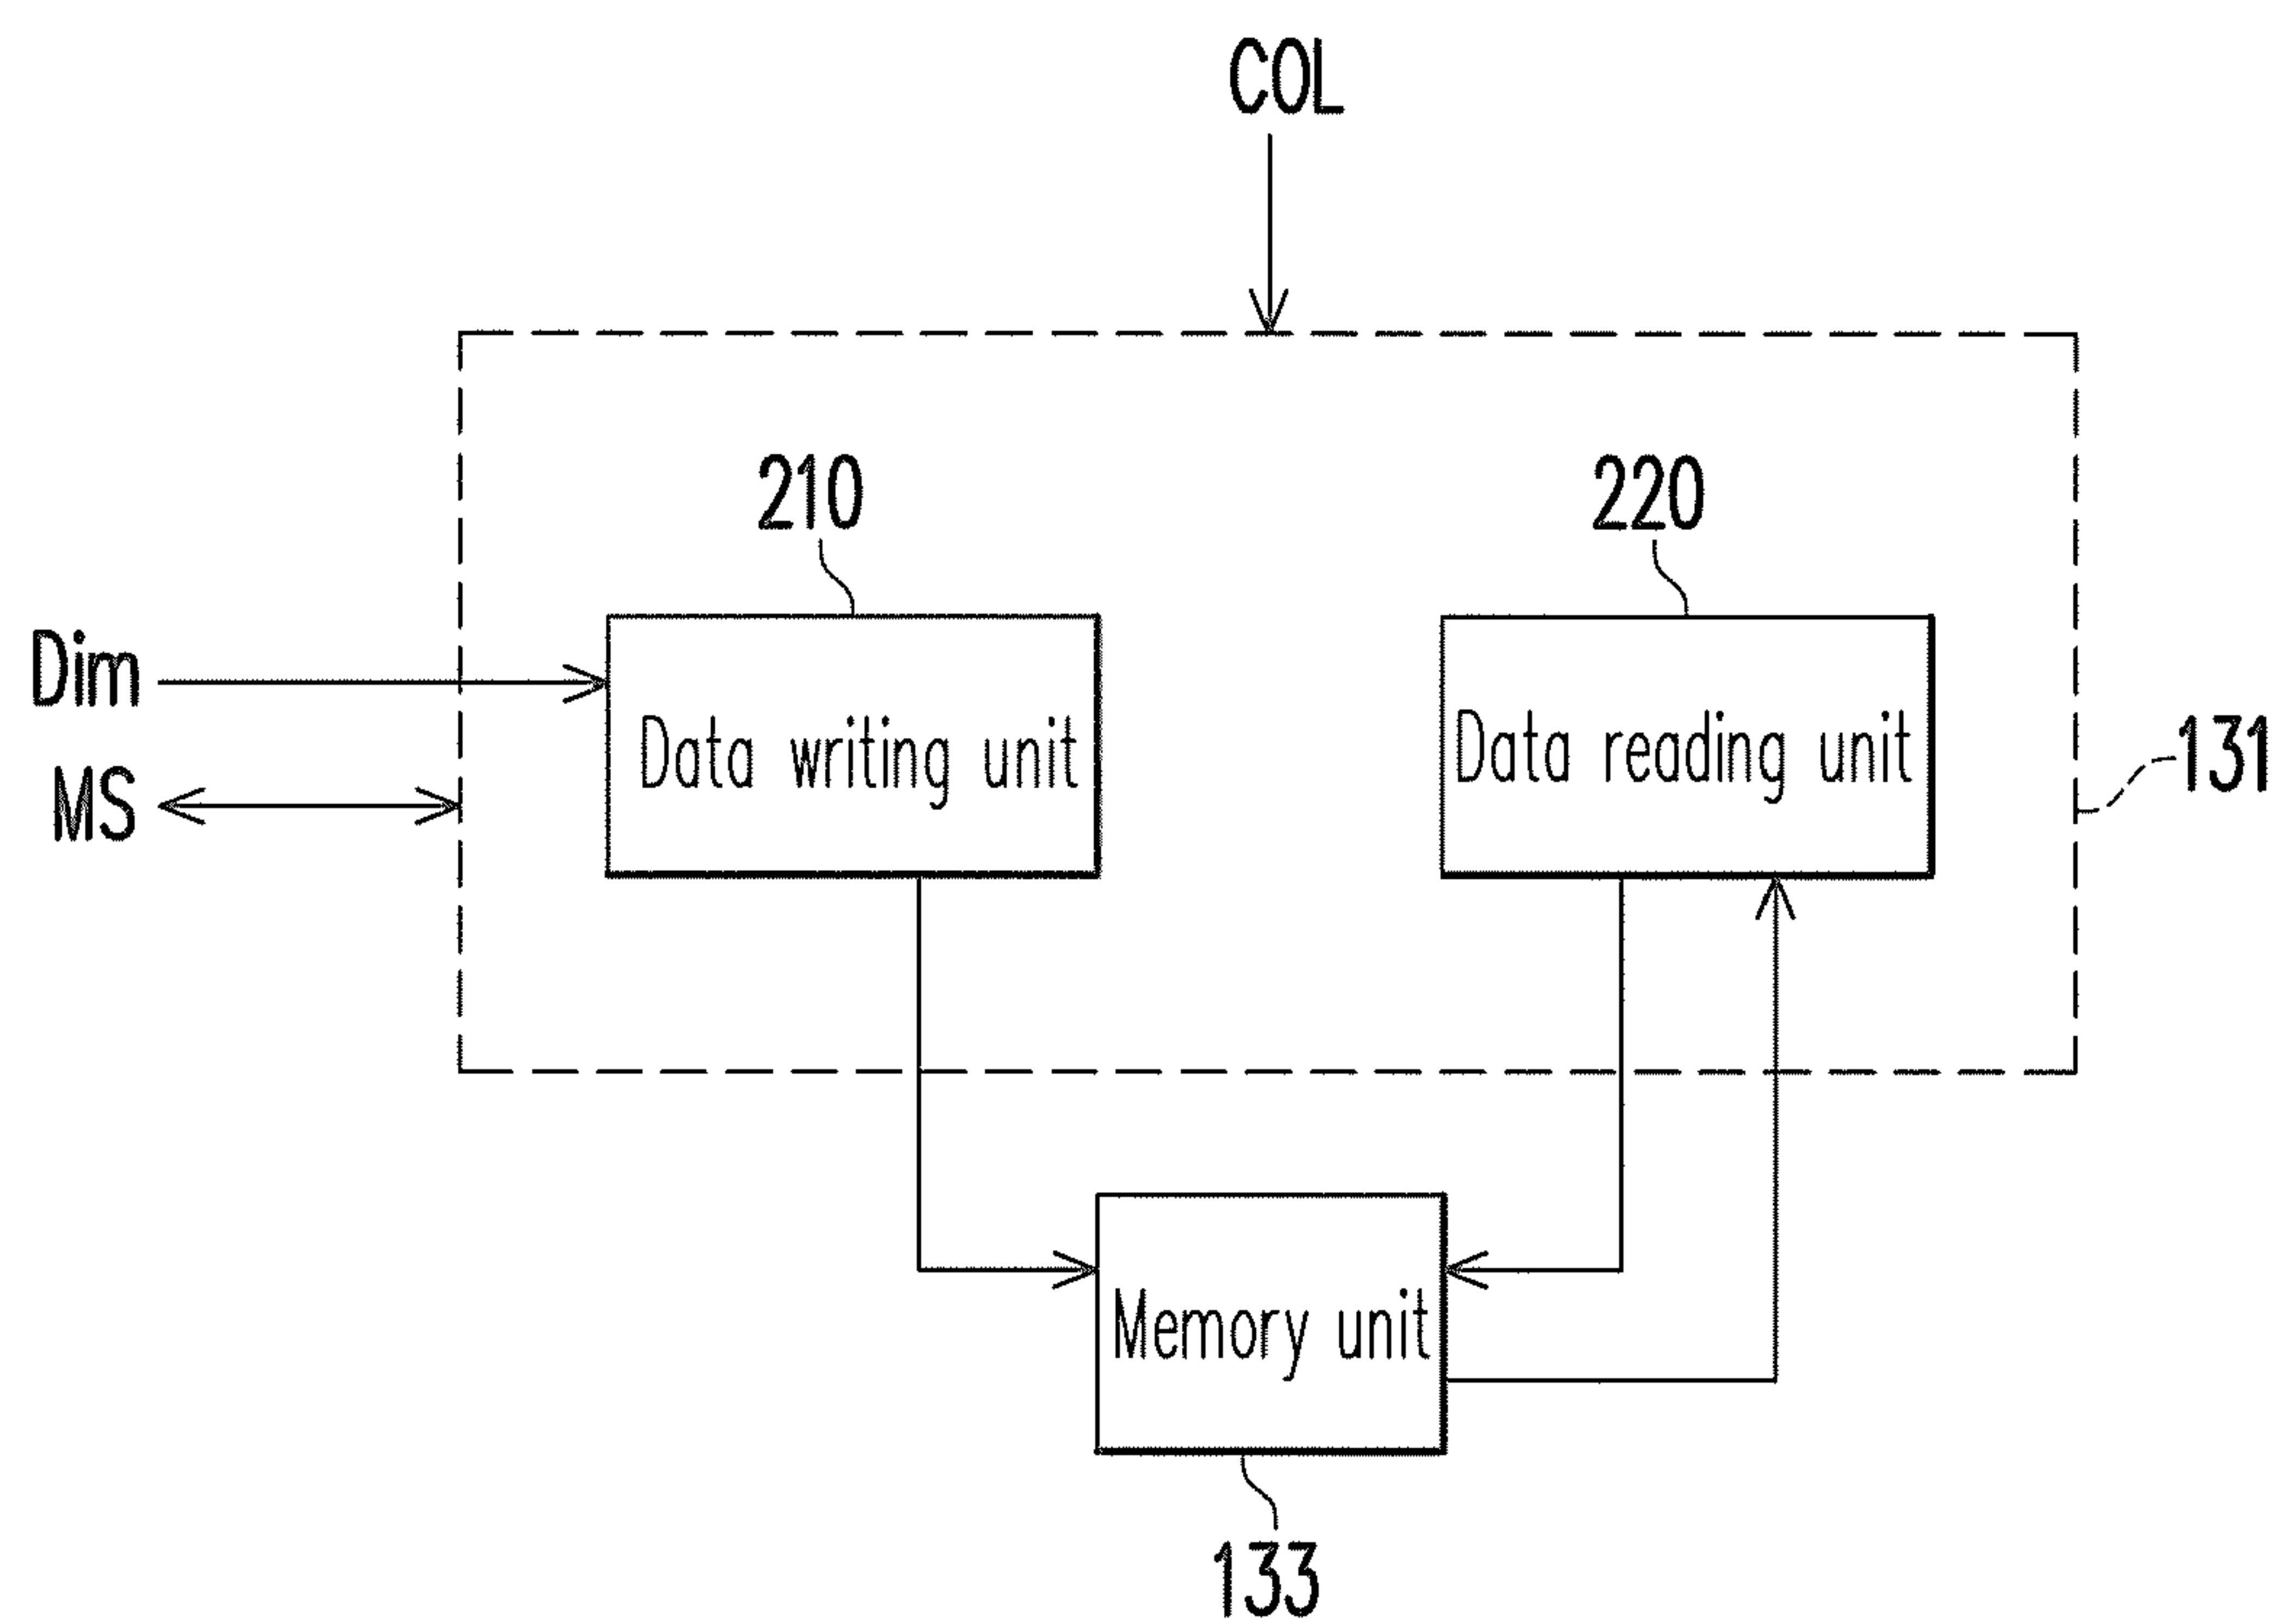 COL
210
220
Dim
Data writing unit
Data reading unit
131
MS
Memory unit
133